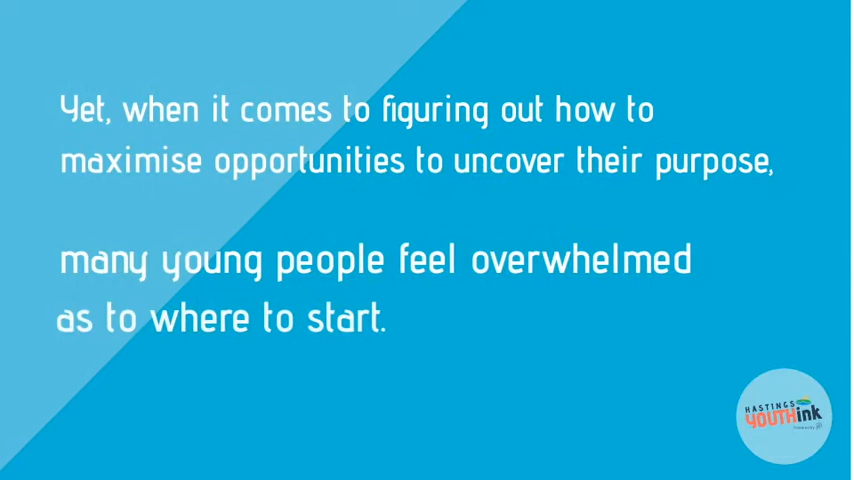 Yet, when it comes to figuring out how to
maximise opportunities to uncover their purpose,
many young people feel overwhelmed
as to where to start.
HASTINGS
YOUTHink